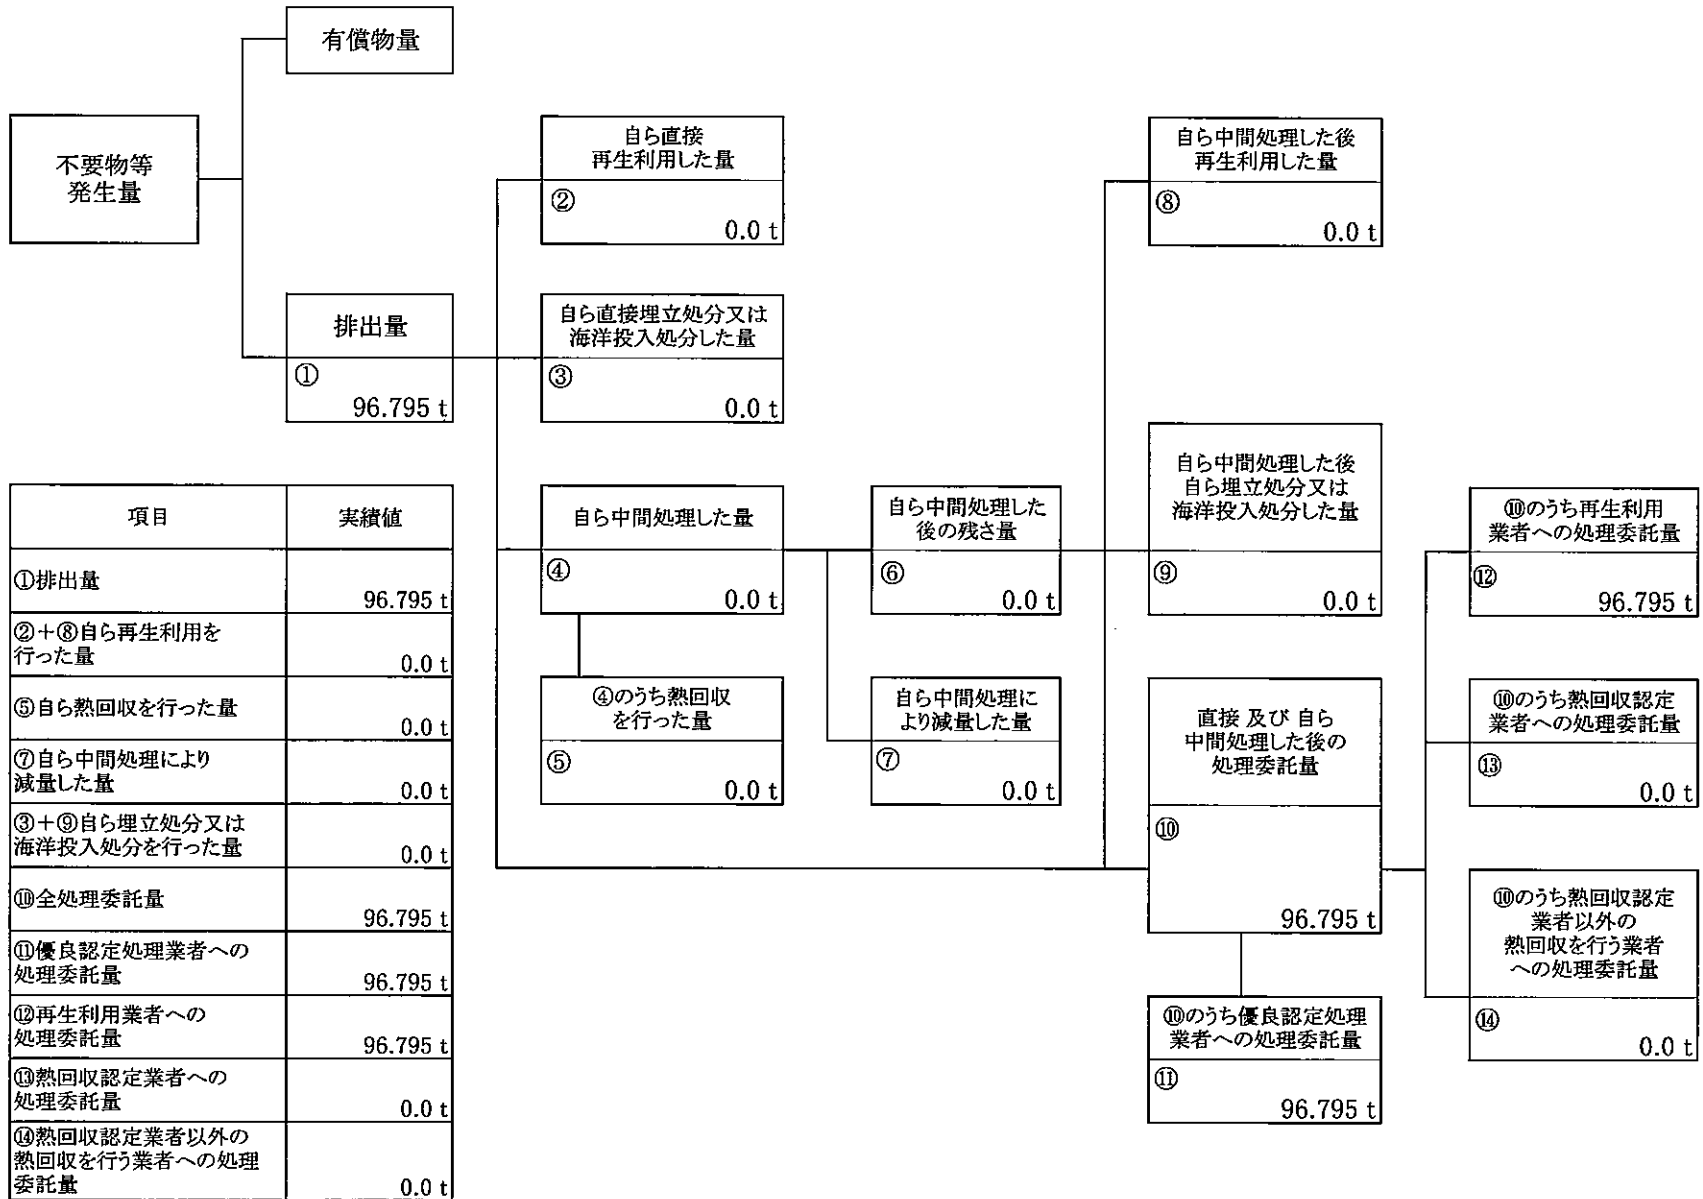 有償物量
不要物等
発生量
自ら直接
再生利用した量
②
0.0 t
自ら中間処理した後
再生利用した量
⑧
0.0 t
排出量
①
96.795 t
自ら直接埋立処分又は
海洋投入処分した量
③
0.0 t
自ら中間処理した量
④
0.0 t
自ら中間処理した
後の残さ量
⑥
0.0 t
自ら中間処理した後
自ら埋立処分又は
海洋投入処分した量
⑨
0.0 t
⑩のうち再生利用
業者への処理委託量
⑫
96.795 t
④のうち熱回収
を行った量
⑤
0.0 t
自ら中間処理に
より減量した量
⑦
0.0 t
直接 及び 自ら
中間処理した後の
処理委託量
⑩
96.795 t
⑩のうち熱回収認定
業者への処理委託量
⑬
0.0 t
⑩のうち熱回収認定
業者以外の
熱回収を行う業者
への処理委託量
⑭
0.0 t
⑩のうち優良認定処理
業者への処理委託量
⑪
96.795 t
項目 実績値
①排出量
96.795 t
②+⑧自ら再生利用を
行った量
0.0 t
⑤自ら熱回収を行った量
0.0 t
⑦自ら中間処理により
減量した量
0.0 t
③+⑨自ら埋立処分又は
海洋投入処分を行った量
0.0 t
⑩全処理委託量
96.795 t
⑪優良認定処理業者への
処理委託量
96.795 t
⑫再生利用業者への
処理委託量
96.795 t
⑬熱回収認定業者への
処理委託量
0.0 t
⑭熱回収認定業者以外の
熱回収を行う業者への処理
委託量
0.0 t